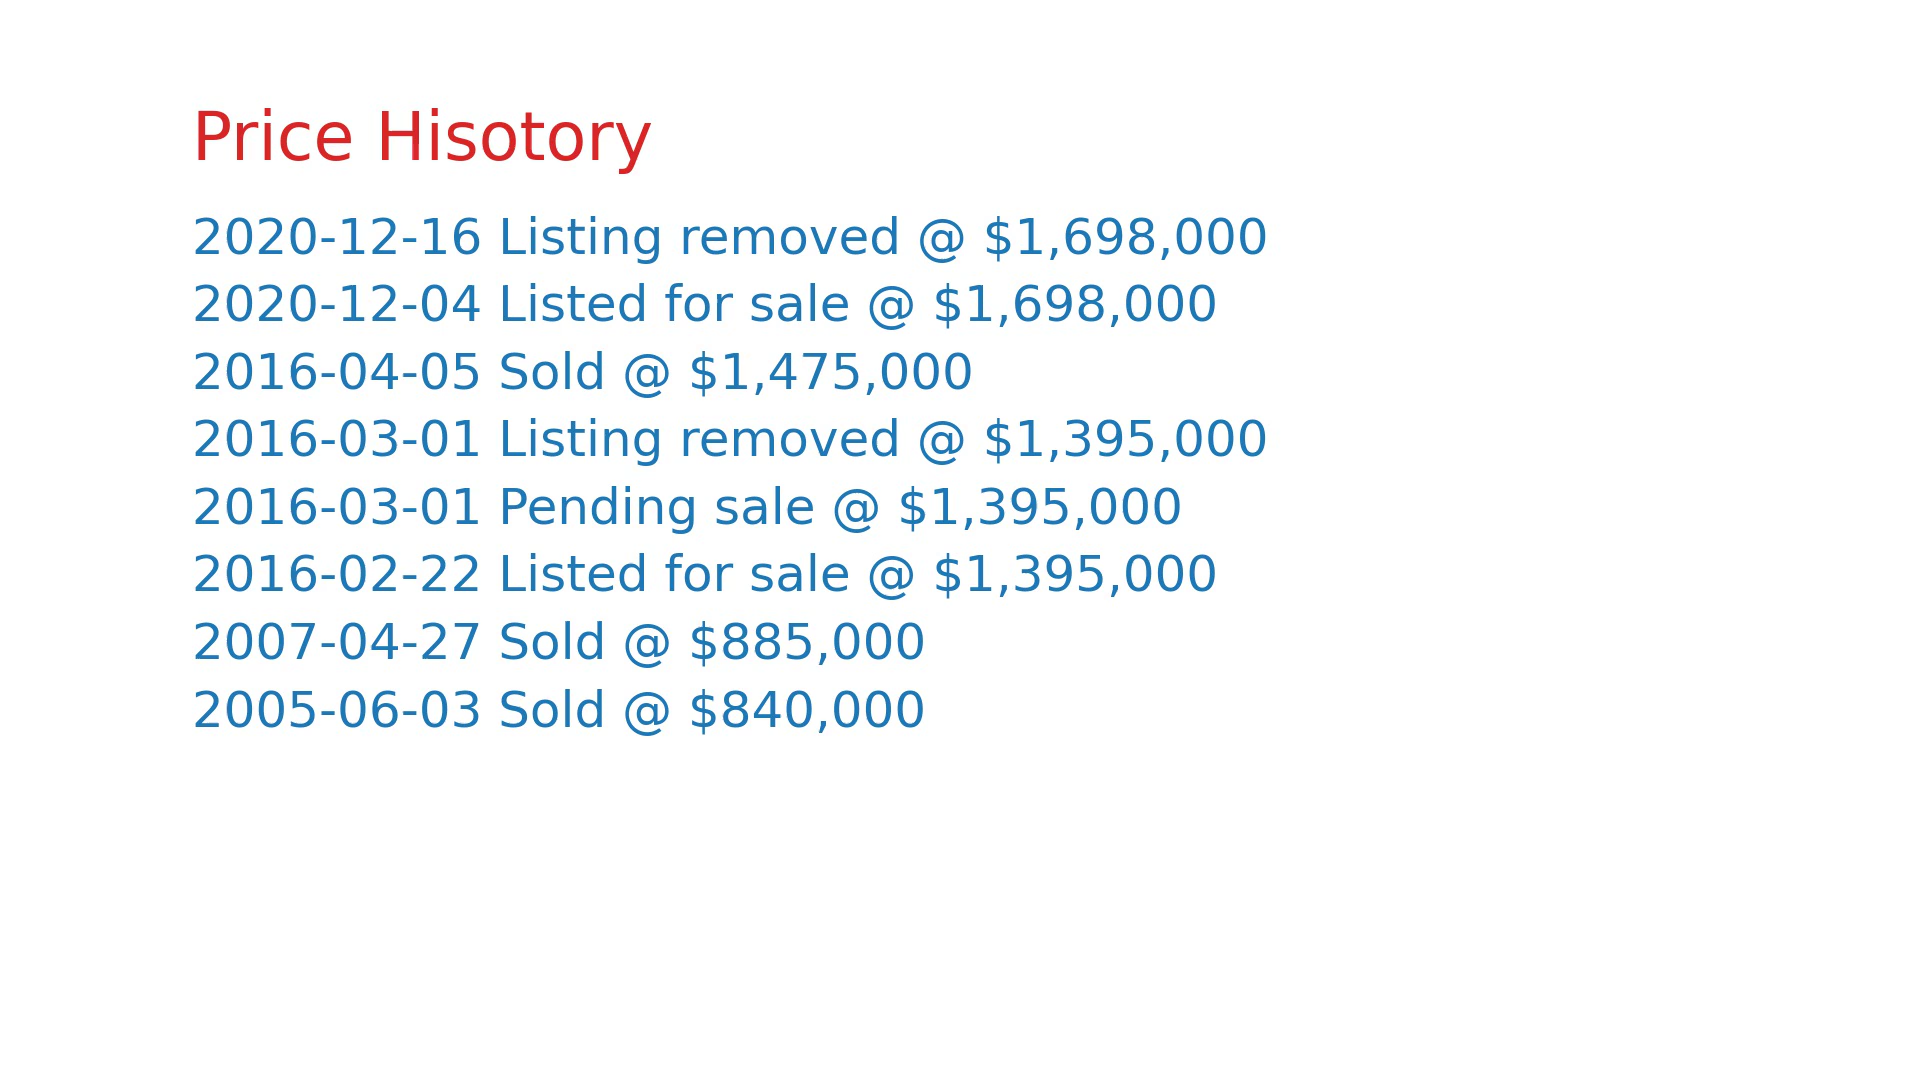 Price Hisotory
2020-12-16 Listing removed @ $1,698,000
2020-12-04 Listed for sale @ $1,698,000
2016-04-05 Sold @ $1,475,000
2016-03-01 Listing removed @ $1,395,000
2016-03-01 Pending sale @ $1,395,000
2016-02-22 Listed for sale @ $1,395,000
2007-04-27 Sold @ $885,000
2005-06-03 Sold @ $840,000